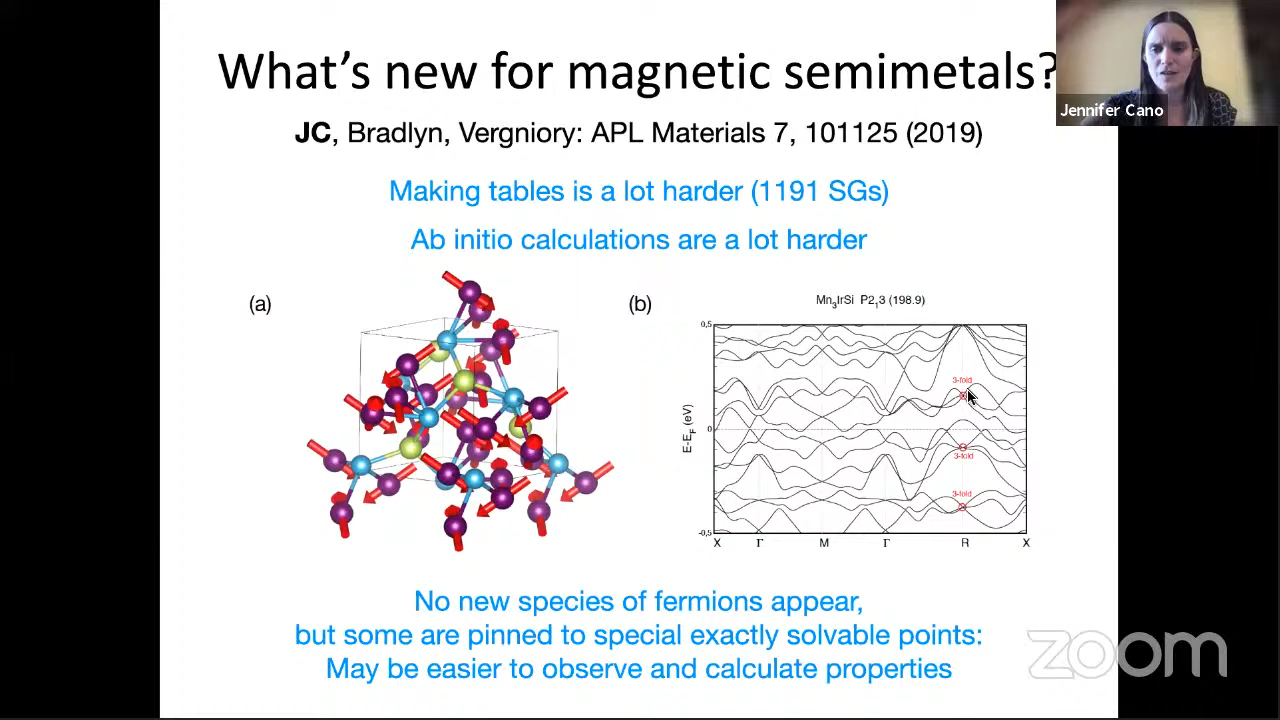 What's new for magnetic semimetals?
Jennifer Cano
JC, Bradlyn, Vergniory: APL Materials 7, 101125 (2019)
Making tables is a lot harder (1191 SGs)
Ab initio calculations are a lot harder
(a)
(b)
Mn3IrSi P213 (198.9)
0,5
3-fold
E-EF (eV)
0
3-fold
3-fold
-0,5
X Γ M Γ R X
No new species of fermions appear,
but some are pinned to special exactly solvable points:
May be easier to observe and calculate properties
zoom